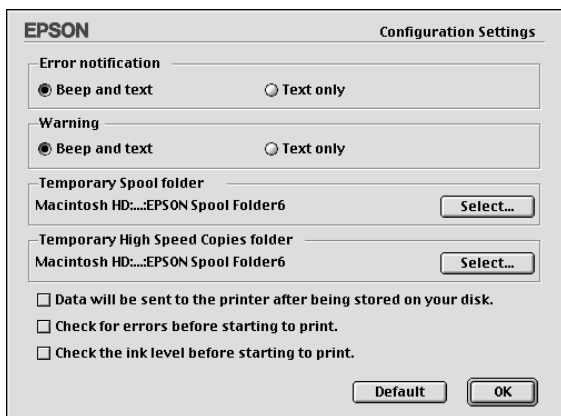 EPSON Configuration Settings
Error notification
Beep and text Text only
Warning
Beep and text Text only
Temporary Spool folder
Macintosh HD:...:EPSON Spool Folder6 Select...
Temporary High Speed Copies folder
Macintosh HD:...:EPSON Spool Folder6 Select...
Data will be sent to the printer after being stored on your disk.
Check for errors before starting to print.
Check the ink level before starting to print.
Default OK